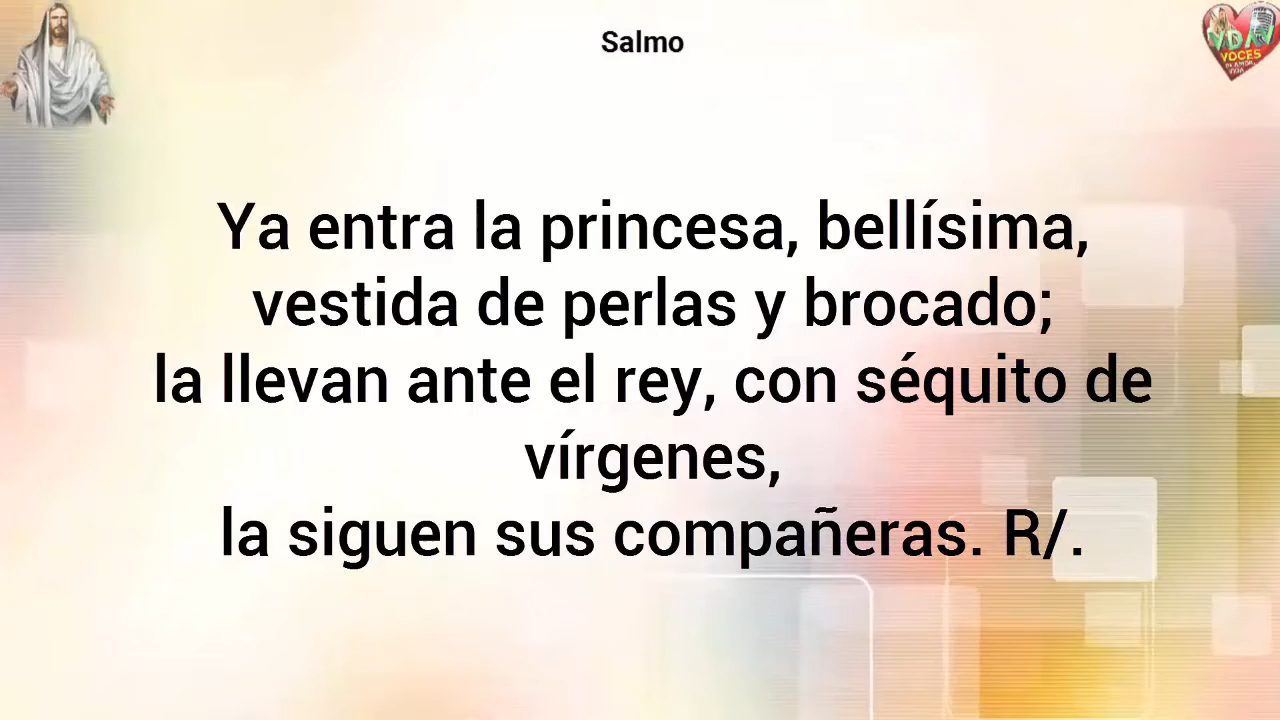 Salmo
VDAV
VOCES
Ya entra la princesa, bellísima,
vestida de perlas y brocado;
la llevan ante el rey, con séquito de
vírgenes,
la siguen sus compañeras. R/.